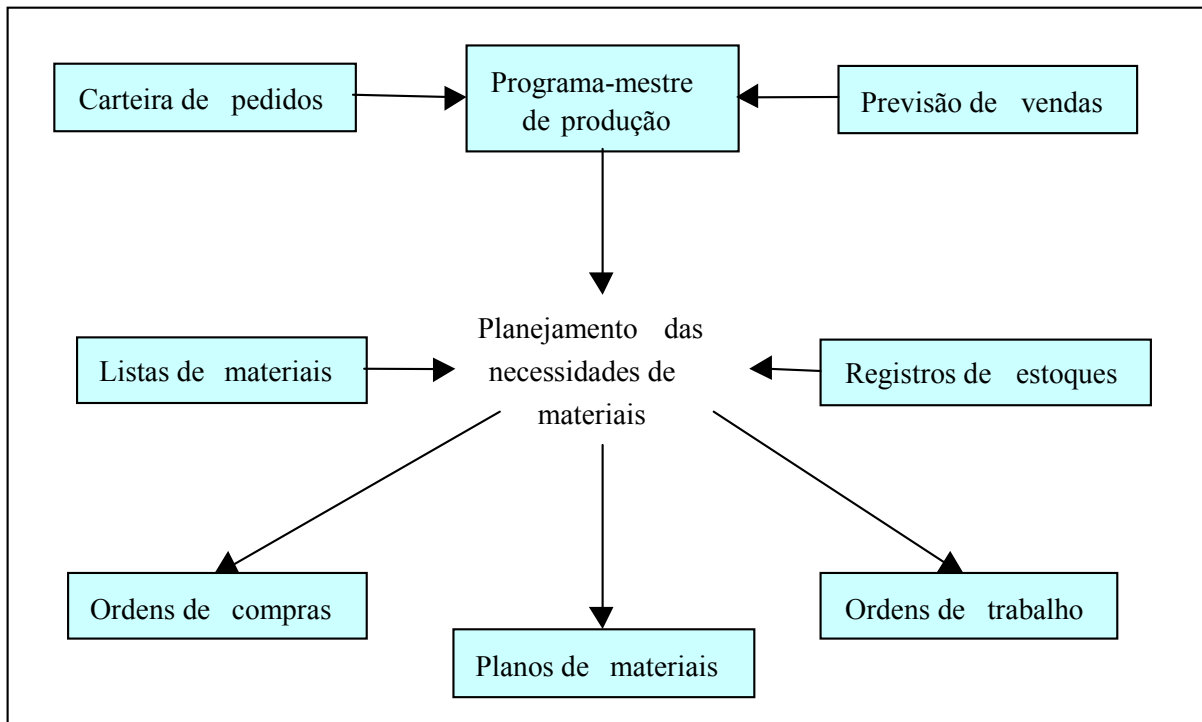 Carteira de pedidos
Programa-mestre
de produção
Previsão de vendas
Listas de materiais
Planejamento das
necessidades de
materiais
Registros de estoques
Ordens de compras
Planos de materiais
Ordens de trabalho